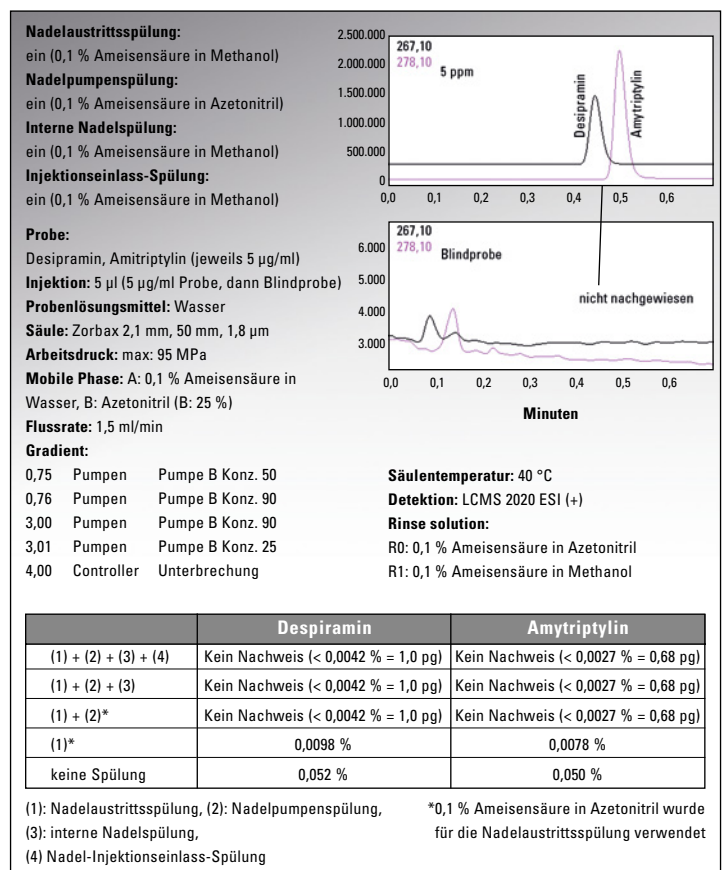 Nadelaustrittsspülung:
ein (0,1 % Ameisensäure in Methanol)
Nadelpumpenspülung:
ein (0,1 % Ameisensäure in Azetonitril)
Interne Nadelspülung:
ein (0,1 % Ameisensäure in Methanol)
Injektionseinlass-Spülung:
ein (0,1 % Ameisensäure in Methanol)
Probe:
Desipramin, Amitriptylin (jeweils 5 µg/ml)
Injektion: 5 µl (5 µg/ml Probe, dann Blindprobe)
Probenlösungsmittel: Wasser
Säule: Zorbax 2,1 mm, 50 mm, 1,8 µm
Arbeitsdruck: max: 95 MPa
Mobile Phase: A: 0,1 % Ameisensäure in
Wasser, B: Azetonitril (B: 25 %)
Flussrate: 1,5 ml/min
Gradient:
0,75 Pumpen Pumpe B Konz. 50
0,76 Pumpen Pumpe B Konz. 90
3,00 Pumpen Pumpe B Konz. 90
3,01 Pumpen Pumpe B Konz. 25
4,00 Controller Unterbrechung
2.500.000
2.000.000
1.500.000
1.000.000
500.000
0
267,10
278,10
5 ppm
Desipramin
Amytriptylin
0,0 0,1 0,2 0,3 0,4 0,5 0,6
267,10
278,10
Blindprobe
nicht nachgewiesen
6.000
5.000
4.000
3.000
0,0 0,1 0,2 0,3 0,4 0,5 0,6
Minuten
Säulentemperatur: 40 °C
Detektion: LCMS 2020 ESI (+)
Rinse solution:
R0: 0,1 % Ameisensäure in Azetonitril
R1: 0,1 % Ameisensäure in Methanol
Despiramin Amytriptylin
(1) + (2) + (3) + (4) Kein Nachweis (< 0,0042 % = 1,0 pg) Kein Nachweis (< 0,0027 % = 0,68 pg)
(1) + (2) + (3) Kein Nachweis (< 0,0042 % = 1,0 pg) Kein Nachweis (< 0,0027 % = 0,68 pg)
(1) + (2)* Kein Nachweis (< 0,0042 % = 1,0 pg) Kein Nachweis (< 0,0027 % = 0,68 pg)
(1)* 0,0098 % 0,0078 %
keine Spülung 0,052 % 0,050 %
(1): Nadelaustrittsspülung, (2): Nadelpumpenspülung,
(3): interne Nadelspülung,
(4) Nadel-Injektionseinlass-Spülung
*0,1 % Ameisensäure in Azetonitril wurde
für die Nadelaustrittsspülung verwendet